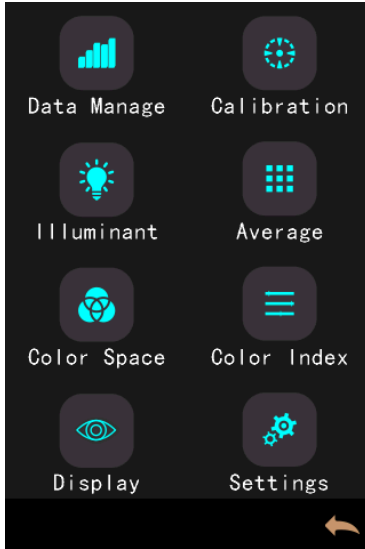 Data Manage Calibration
Illuminant Average
Color Space Color Index
Display Settings